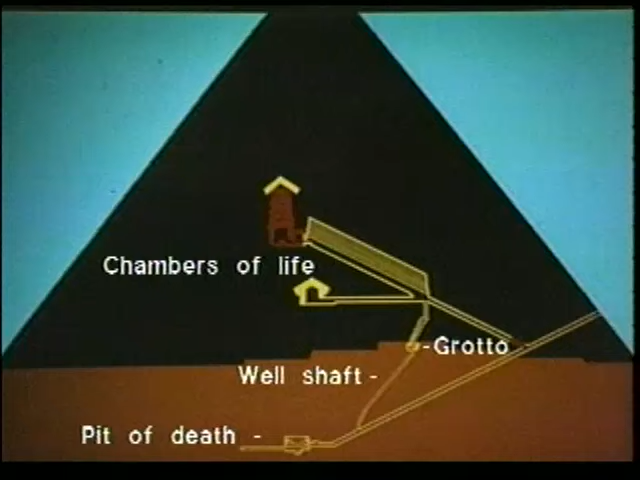 Chambers of life
-Grotto
Well shaft -
Pit of death -